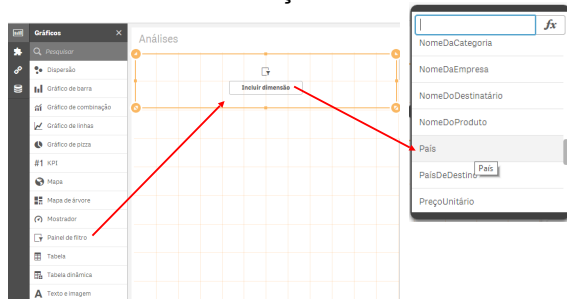 Gráficos
Pesquisar
Dispersão
Gráfico de barra
Gráfico de combinação
Gráfico de linhas
Gráfico de pizza
#1 KPI
Mapa
Mapa de árvore
Mostrador
Painel de filtro
Tabela
Tabela dinâmica
A Texto e imagem
Análises
Incluir dimensão
fx
NomeDaCategoria
NomeDaEmpresa
NomeDoDestinatário
NomeDoProduto
País
País
PaísDeDestino
PreçoUnitário